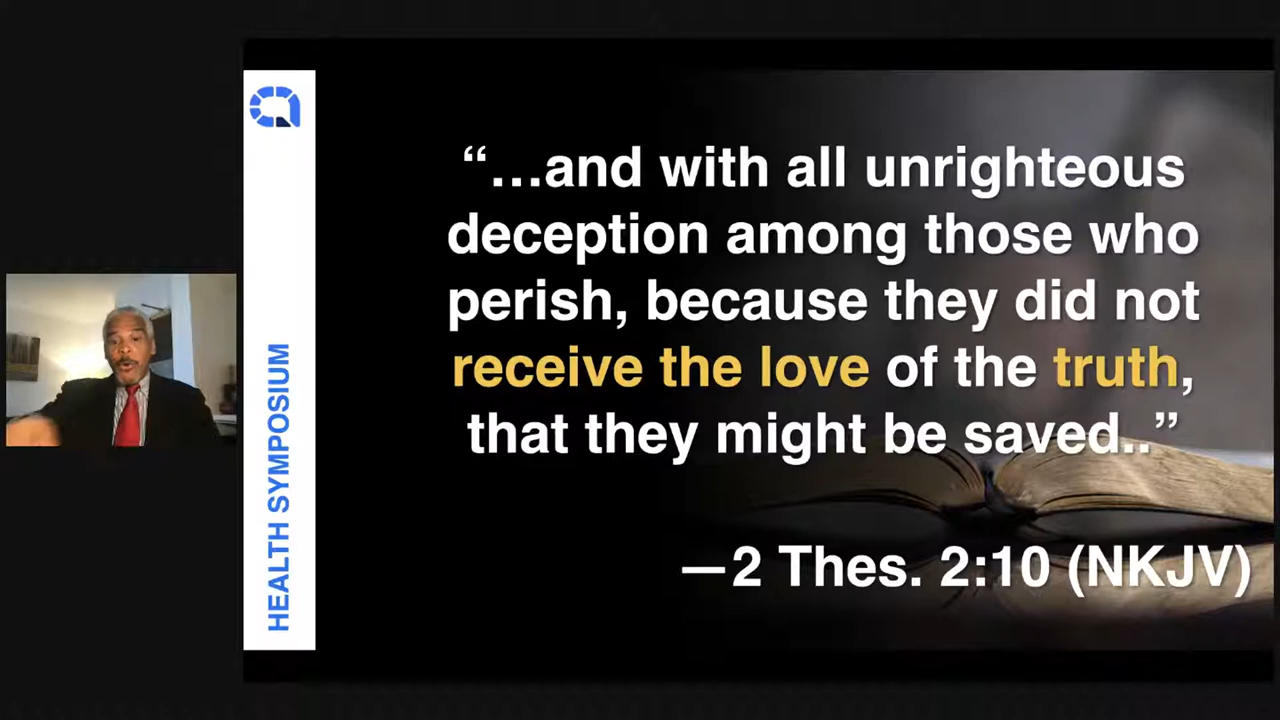 HEALTH SYMPOSIUM
“...and with all unrighteous
deception among those who
perish, because they did not
receive the love of the truth,
that they might be saved..”
—2 Thes. 2:10 (NKJV)